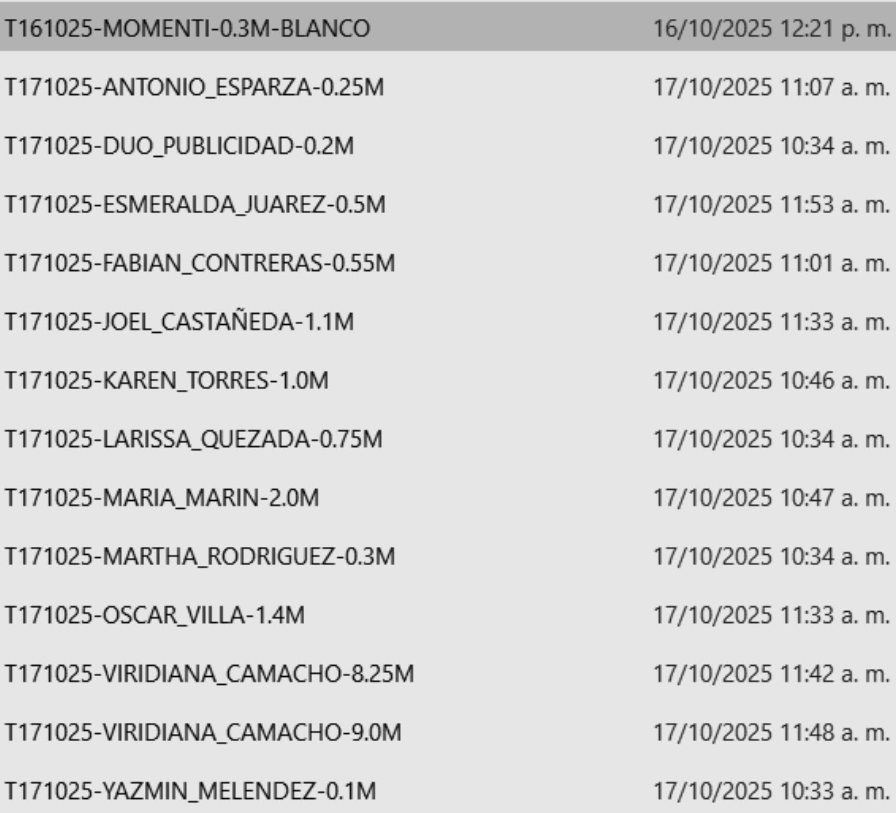 T161025-MOMENTI-0.3M-BLANCO 16/10/2025 12:21 p. m.
T171025-ANTONIO_ESPARZA-0.25M 17/10/2025 11:07 a. m.
T171025-DUO_PUBLICIDAD-0.2M 17/10/2025 10:34 a. m.
T171025-ESMERALDA_JUAREZ-0.5M 17/10/2025 11:53 a. m.
T171025-FABIAN_CONTRERAS-0.55M 17/10/2025 11:01 a. m.
T171025-JOEL_CASTAÑEDA-1.1M 17/10/2025 11:33 a. m.
T171025-KAREN_TORRES-1.0M 17/10/2025 10:46 a. m.
T171025-LARISSA_QUEZADA-0.75M 17/10/2025 10:34 a. m.
T171025-MARIA_MARIN-2.0M 17/10/2025 10:47 a. m.
T171025-MARTHA_RODRIGUEZ-0.3M 17/10/2025 10:34 a. m.
T171025-OSCAR_VILLA-1.4M 17/10/2025 11:33 a. m.
T171025-VIRIDIANA_CAMACHO-8.25M 17/10/2025 11:42 a. m.
T171025-VIRIDIANA_CAMACHO-9.0M 17/10/2025 11:48 a. m.
T171025-YAZMIN_MELENDEZ-0.1M 17/10/2025 10:33 a. m.